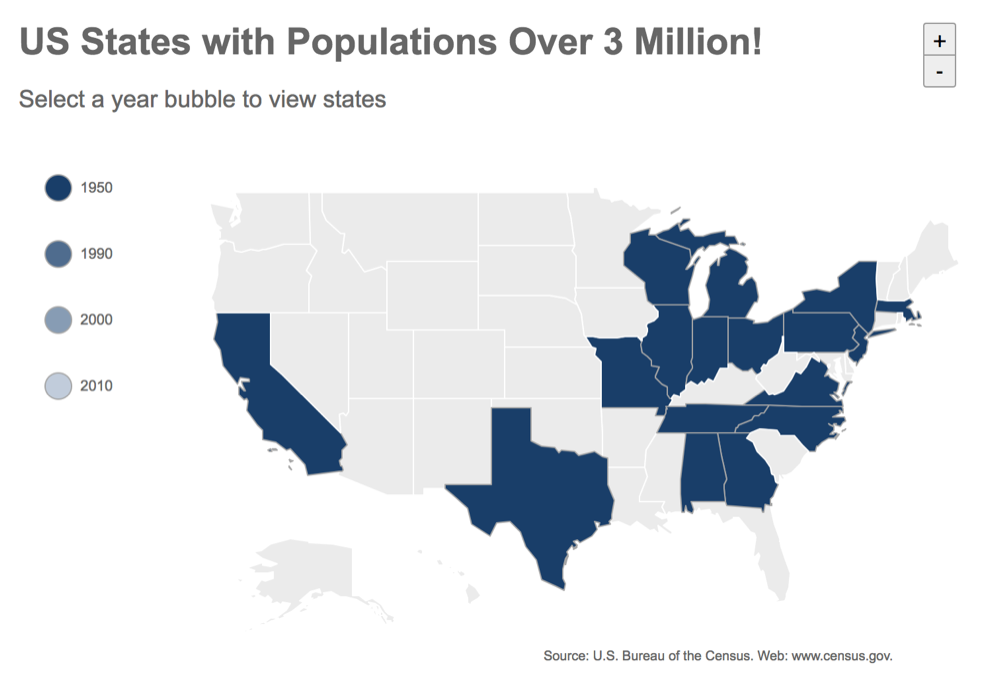 US States with Populations Over 3 Million!
+
-
Select a year bubble to view states
1950
1990
2000
2010
Source: U.S. Bureau of the Census. Web: www.census.gov.